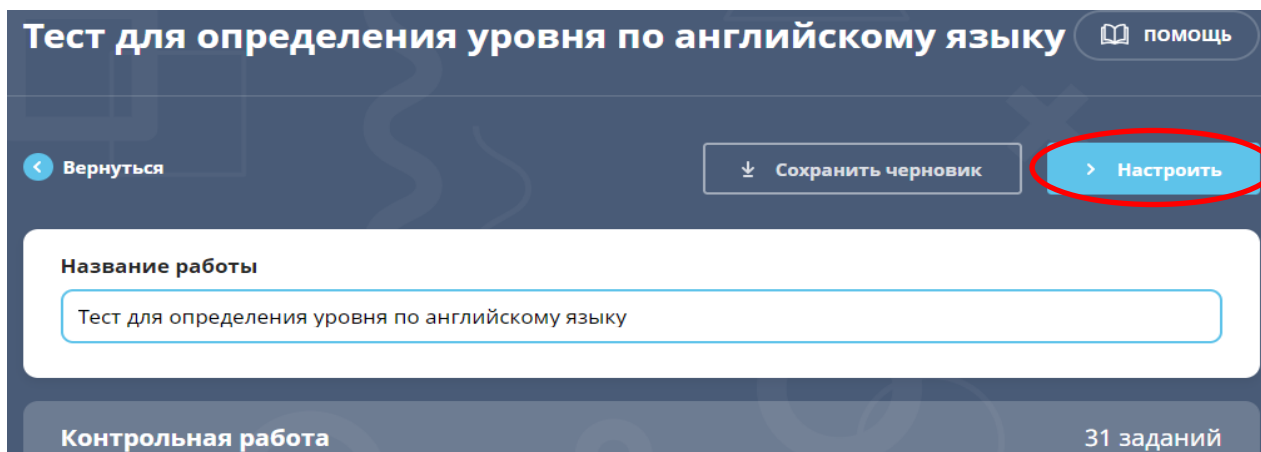 Тест для определения уровня по английскому языку
помощь
Вернуться
Сохранить черновик
Настроить
Название работы
Тест для определения уровня по английскому языку
Контрольная работа
31 заданий